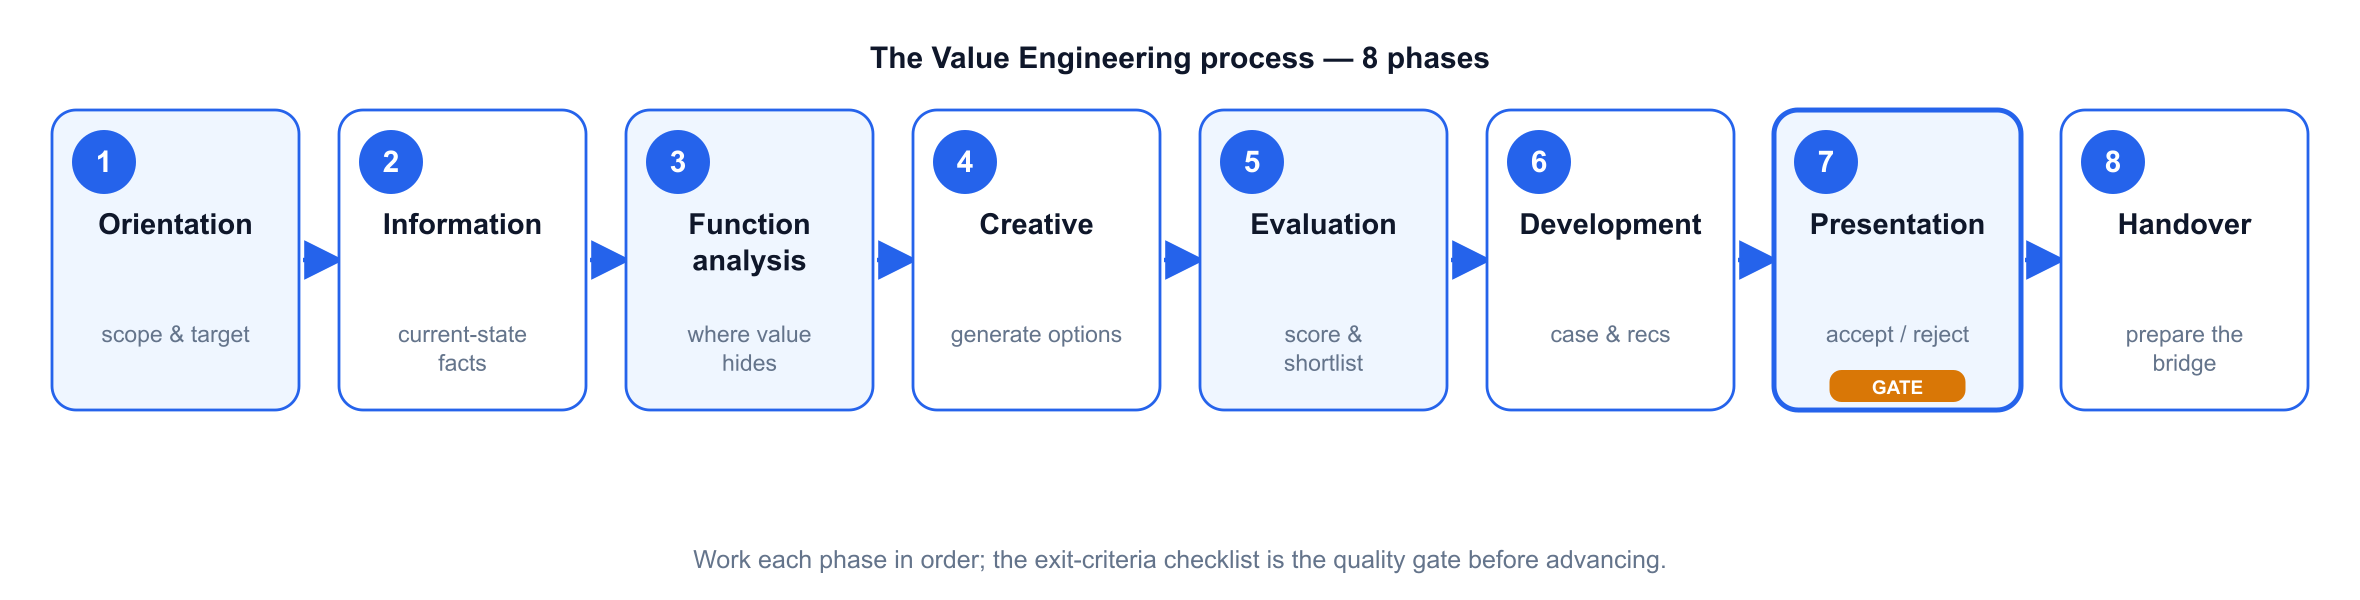 The Value Engineering process — 8 phases
1
Orientation
scope & target
2
Information
current-state
facts
3
Function
analysis
where value
hides
4
Creative
generate options
5
Evaluation
score &
shortlist
6
Development
case & recs
7
Presentation
accept / reject
GATE
8
Handover
prepare the
bridge
Work each phase in order; the exit-criteria checklist is the quality gate before advancing.